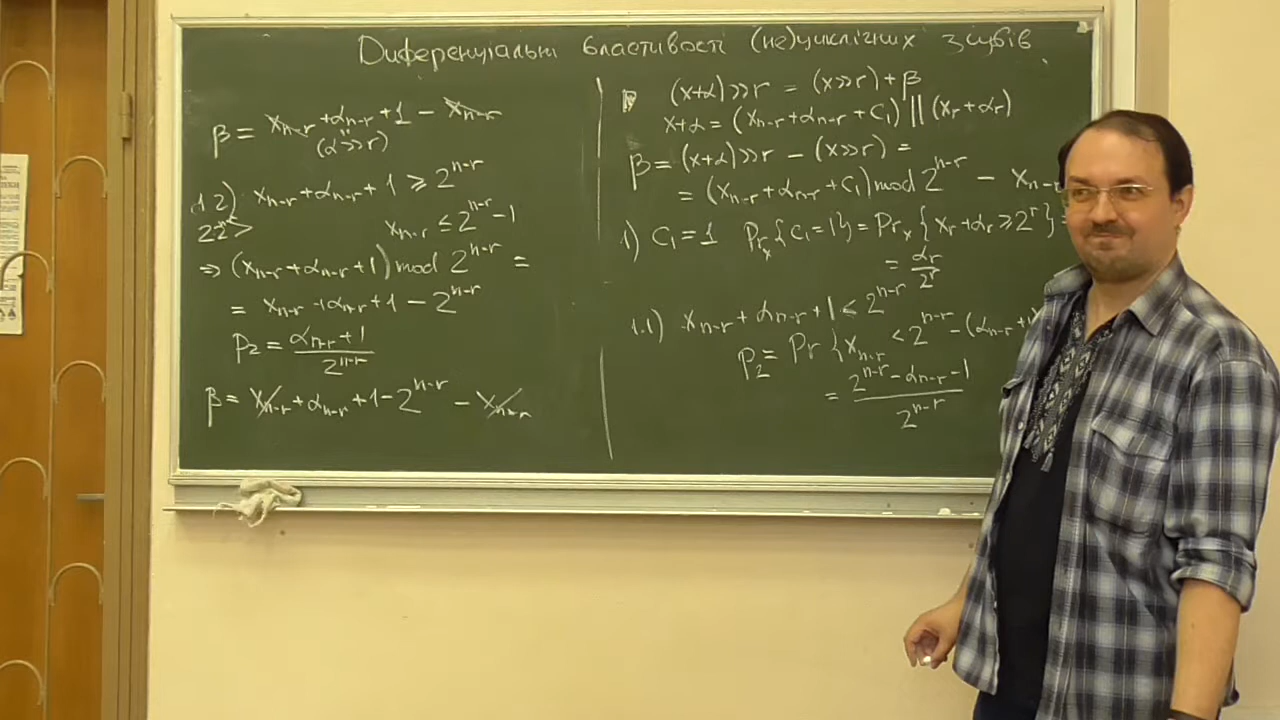 Диференціальні властивості (не)циклічних зсувів
▷ (x+α)>>r = (x>>r)+β
x+α = (x_{n-r}+α_{n-r}+C₁) || (x_r+α_r)
β = (x+α)>>r − (x>>r) =
= (x_{n-r}+α_{n-r}+C₁) mod 2^{n-r} − x_{n-
1) C₁=1 Pr_x{C₁=1} = Pr_x{x_r+α_r ≥ 2^r} =
= α_r/2^r
1.1) x_{n-r}+α_{n-r}+1 < 2^{n-r}
P₂ = Pr{x_{n-r} < 2^{n-r} − (α_{n-r}+1)
= (2^{n-r} − α_{n-r} − 1)/2^{n-r}
β = x_{n-r} + α_{n-r} + 1 − x_{n-r}
(α>>r)
1.2) x_{n-r}+α_{n-r}+1 ≥ 2^{n-r}
x_{n-r} ≤ 2^{n-r} − 1
⇒ (x_{n-r}+α_{n-r}+1) mod 2^{n-r} =
= x_{n-r}+α_{n-r}+1 − 2^{n-r}
P₂ = (α_{n-r}+1)/2^{n-r}
β = x_{n-r}+α_{n-r}+1−2^{n-r} − x_{n-r}